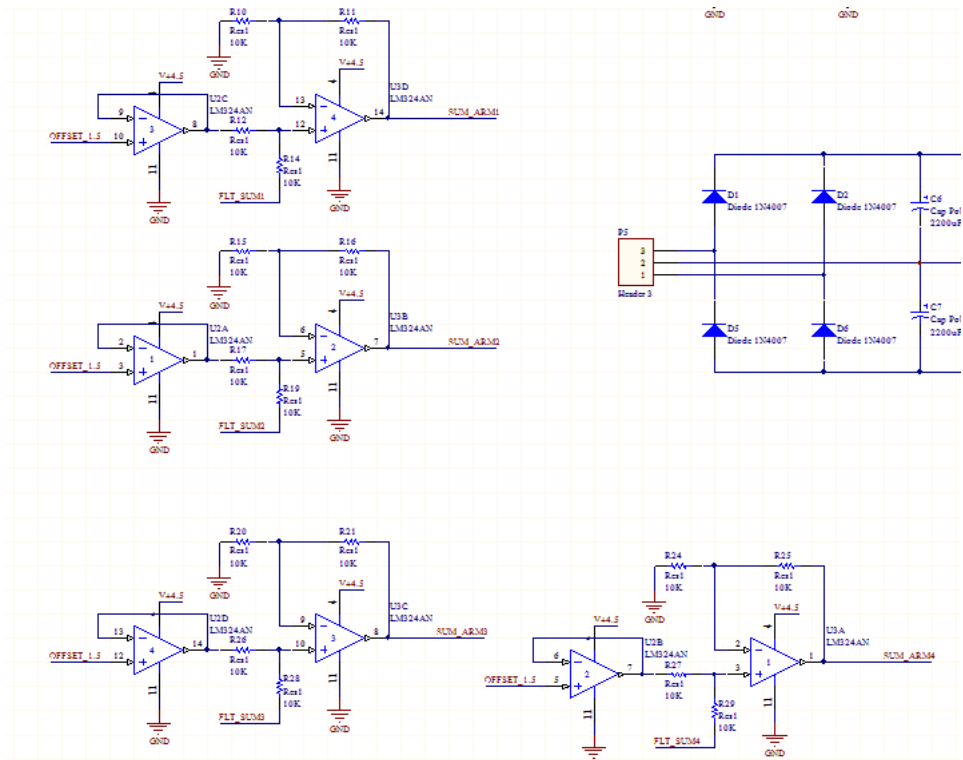 GND
GND
R10
Res1
10K
R11
Res1
10K
GND
V+4.5
U2C
LM324AN
9
3
8
OFFSET_1.5
10
11
GND
R12
Res1
10K
V+4.5
4
U3D
LM324AN
13
4
14
12
SUM_ARM1
11
GND
R14
Res1
10K
FLT_SUM1
R15
Res1
10K
R16
Res1
10K
GND
V+4.5
U2A
LM324AN
2
1
1
OFFSET_1.5
3
11
GND
R17
Res1
10K
V+4.5
4
U3B
LM324AN
6
2
7
5
SUM_ARM2
11
GND
R19
Res1
10K
FLT_SUM2
D1
Diode 1N4007
D2
Diode 1N4007
C6
Cap Pol
2200uF
P5
3
2
1
Header 3
D5
Diode 1N4007
D6
Diode 1N4007
C7
Cap Pol
2200uF
R20
Res1
10K
R21
Res1
10K
GND
V+4.5
U2D
LM324AN
13
4
14
OFFSET_1.5
12
11
GND
R26
Res1
10K
V+4.5
4
U3C
LM324AN
9
3
8
10
SUM_ARM3
11
GND
R28
Res1
10K
FLT_SUM3
R24
Res1
10K
R25
Res1
10K
GND
V+4.5
U2B
LM324AN
6
2
7
OFFSET_1.5
5
11
R27
Res1
10K
V+4.5
4
U3A
LM324AN
2
1
1
3
SUM_ARM4
11
GND
R29
Res1
10K
FLT_SUM4